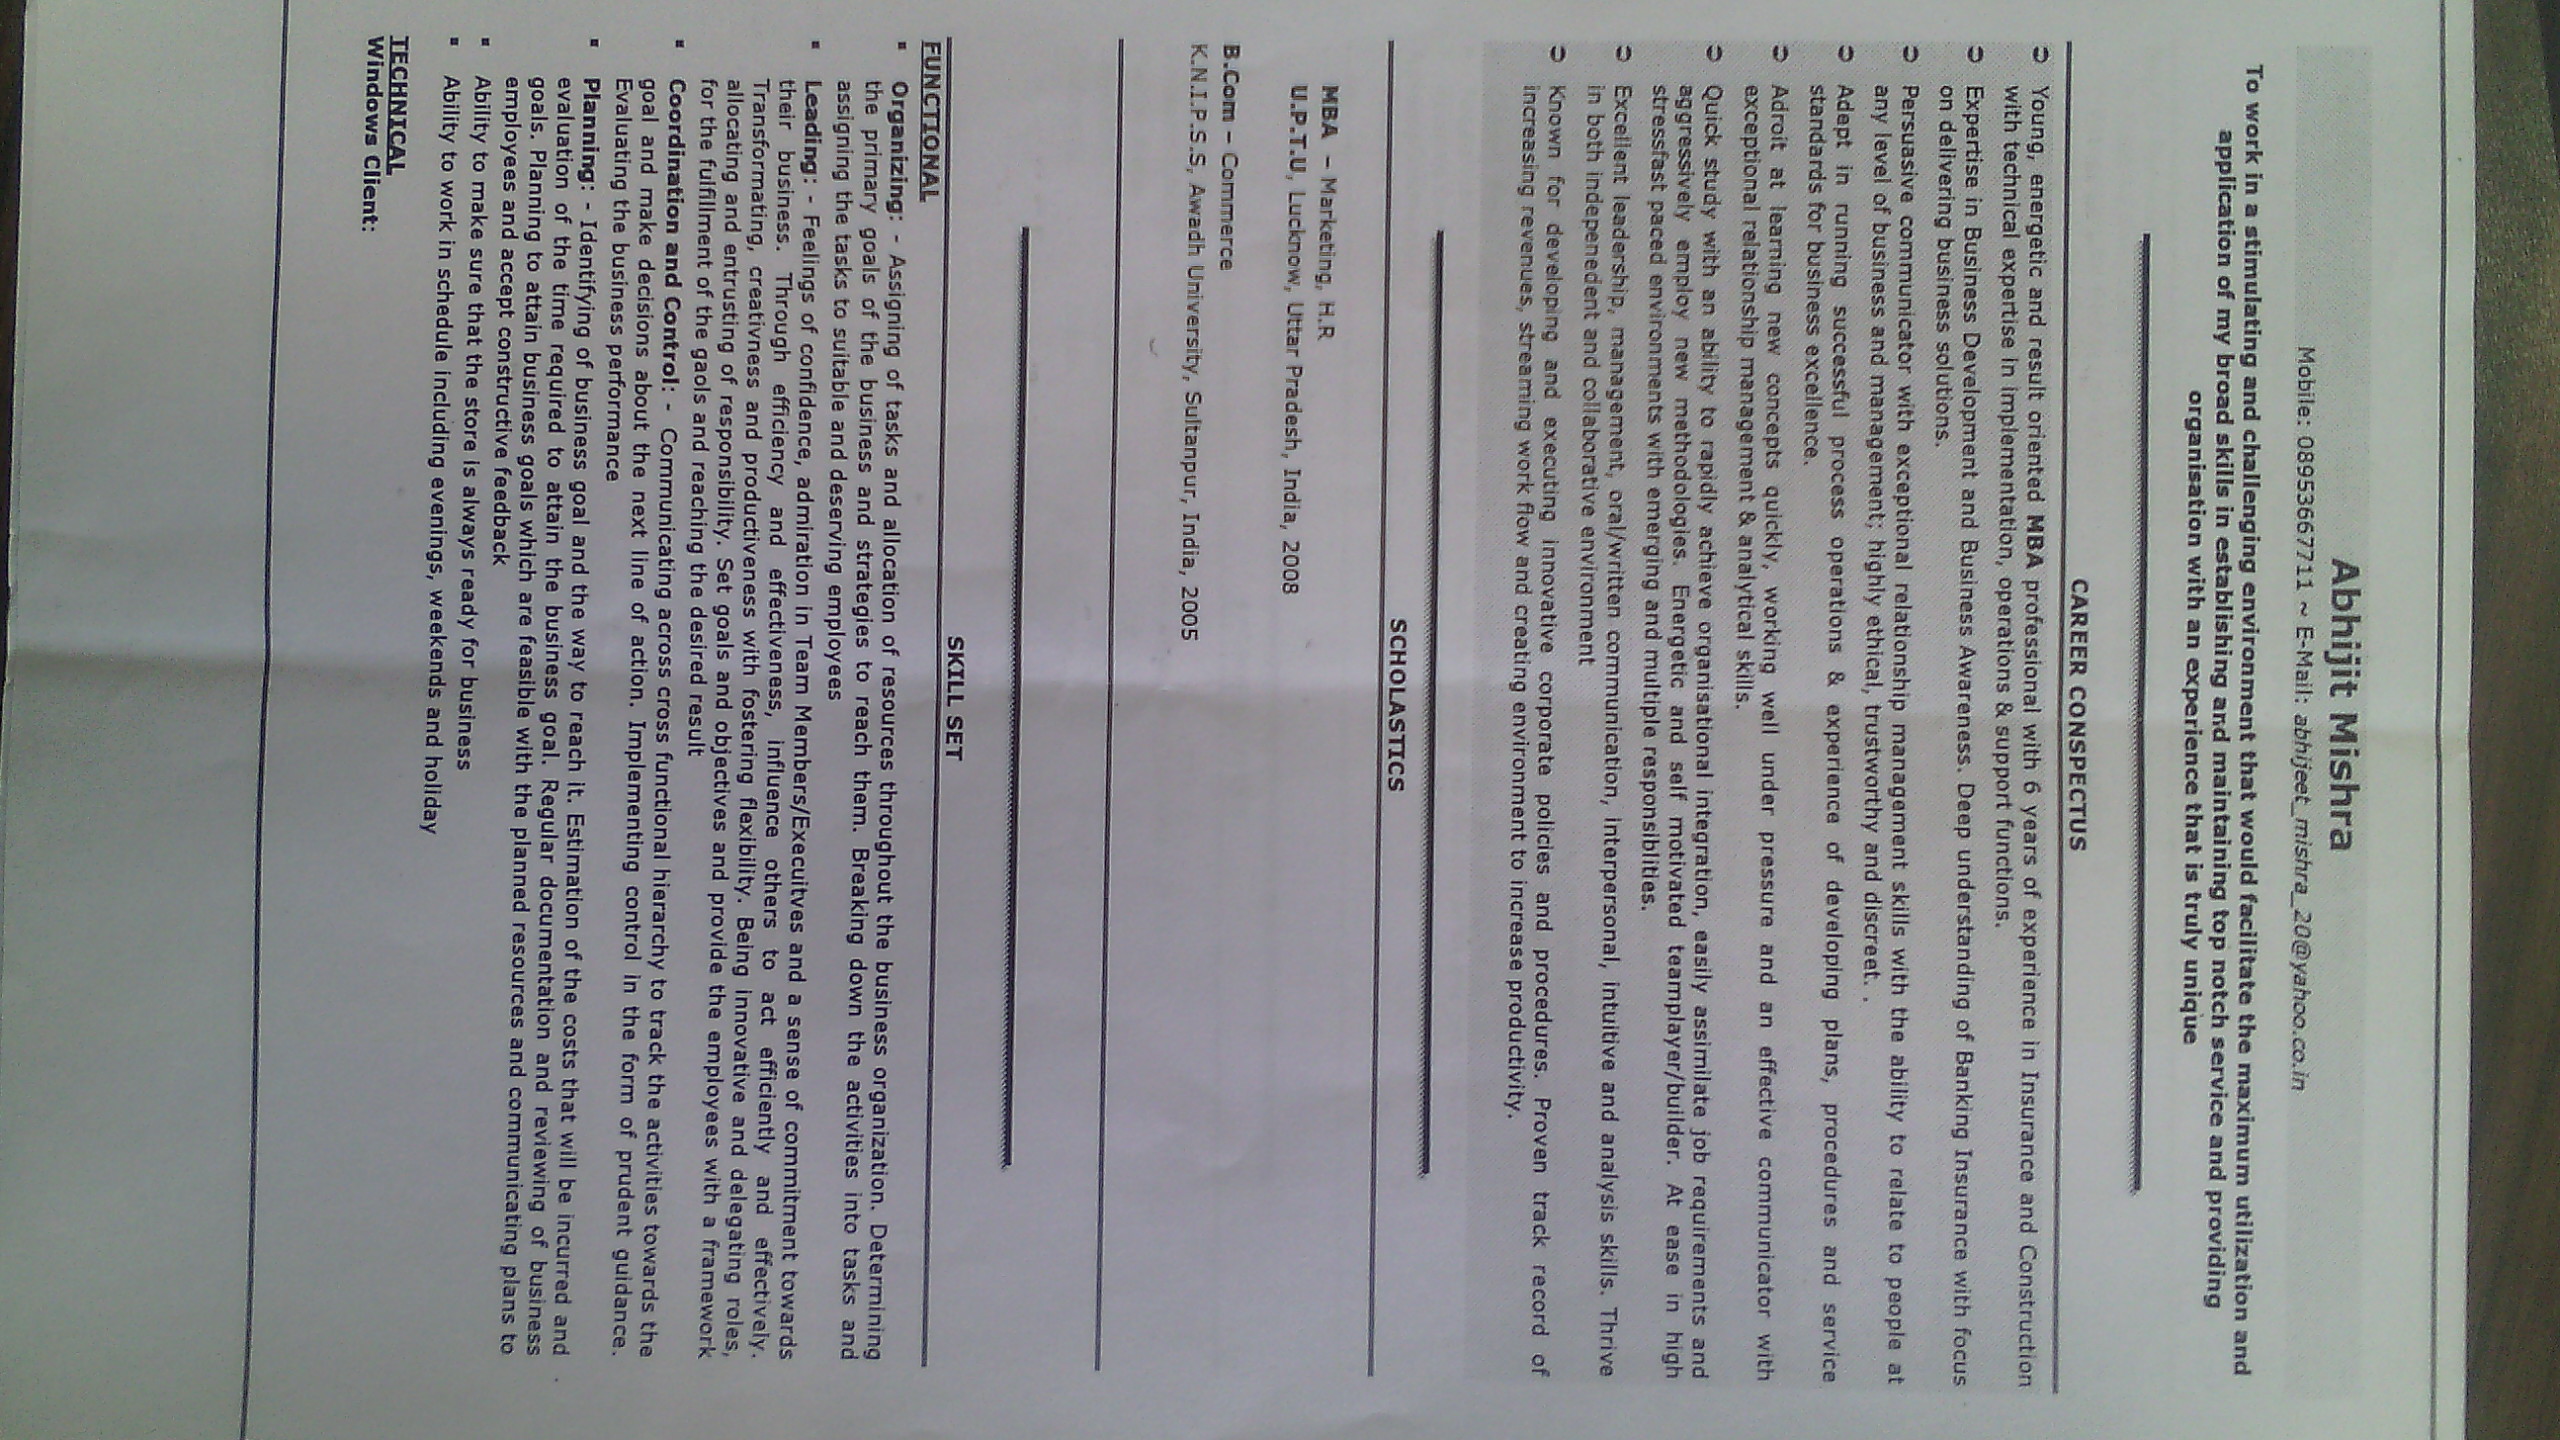 Abhijit Mishra
Mobile: 08953667711 ~ E-Mail: abhijeet_mishra_20@yahoo.co.in
To work in a stimulating and challenging environment that would facilitate the maximum utilization and
application of my broad skills in establishing and maintaining top notch service and providing
organisation with an experience that is truly unique
CAREER CONSPECTUS
Young, energetic and result oriented MBA professional with 6 years of experience in Insurance and Construction
with technical expertise in implementation, operations & support functions.
Expertise in Business Development and Business Awareness. Deep understanding of Banking Insurance with focus
on delivering business solutions.
Persuasive communicator with exceptional relationship management skills with the ability to relate to people at
any level of business and management; highly ethical, trustworthy and discreet. .
Adept in running successful process operations & experience of developing plans, procedures and service
standards for business excellence.
Adroit at learning new concepts quickly, working well under pressure and an effective communicator with
exceptional relationship management & analytical skills.
Quick study with an ability to rapidly achieve organisational integration, easily assimilate job requirements and
aggressively employ new methodologies. Energetic and self motivated teamplayer/builder. At ease in high
stressfast paced environments with emerging and multiple responsiblities.
Excellent leadership, management, oral/written communication, interpersonal, intuitive and analysis skills. Thrive
in both indepenedent and collaborative environment
Known for developing and executing innovative corporate policies and procedures. Proven track record of
increasing revenues, streaming work flow and creating environment to increase productivity.
SCHOLASTICS
MBA – Marketing, H.R
U.P.T.U, Lucknow, Uttar Pradesh, India, 2008
B.Com – Commerce
K.N.I.P.S.S, Awadh University, Sultanpur, India, 2005
SKILL SET
FUNCTIONAL
▪ Organizing: - Assigning of tasks and allocation of resources throughout the business organization. Determining
the primary goals of the business and strategies to reach them. Breaking down the activities into tasks and
assigning the tasks to suitable and deserving employees
▪ Leading: - Feelings of confidence, admiration in Team Members/Execuitves and a sense of commitment towards
their business. Through efficiency and effectiveness, influence others to act efficiently and effectively.
Transformating, creativness and productiveness with fostering flexibility. Being innovative and delegating roles,
allocating and entrusting of responsibility. Set goals and objectives and provide the employees with a framework
for the fulfillment of the gaols and reaching the desired result
▪ Coordination and Control: - Communicating across cross functional hierarchy to track the activities towards the
goal and make decisions about the next line of action. Implementing control in the form of prudent guidance.
Evaluating the business performance
▪ Planning: - Identifying of business goal and the way to reach it. Estimation of the costs that will be incurred and
evaluation of the time required to attain the business goal. Regular documentation and reviewing of business
goals. Planning to attain business goals which are feasible with the planned resources and communicating plans to
employees and accept constructive feedback
▪ Ability to make sure that the store is always ready for business
▪ Ability to work in schedule including evenings, weekends and holiday
TECHNICAL
Windows Client: